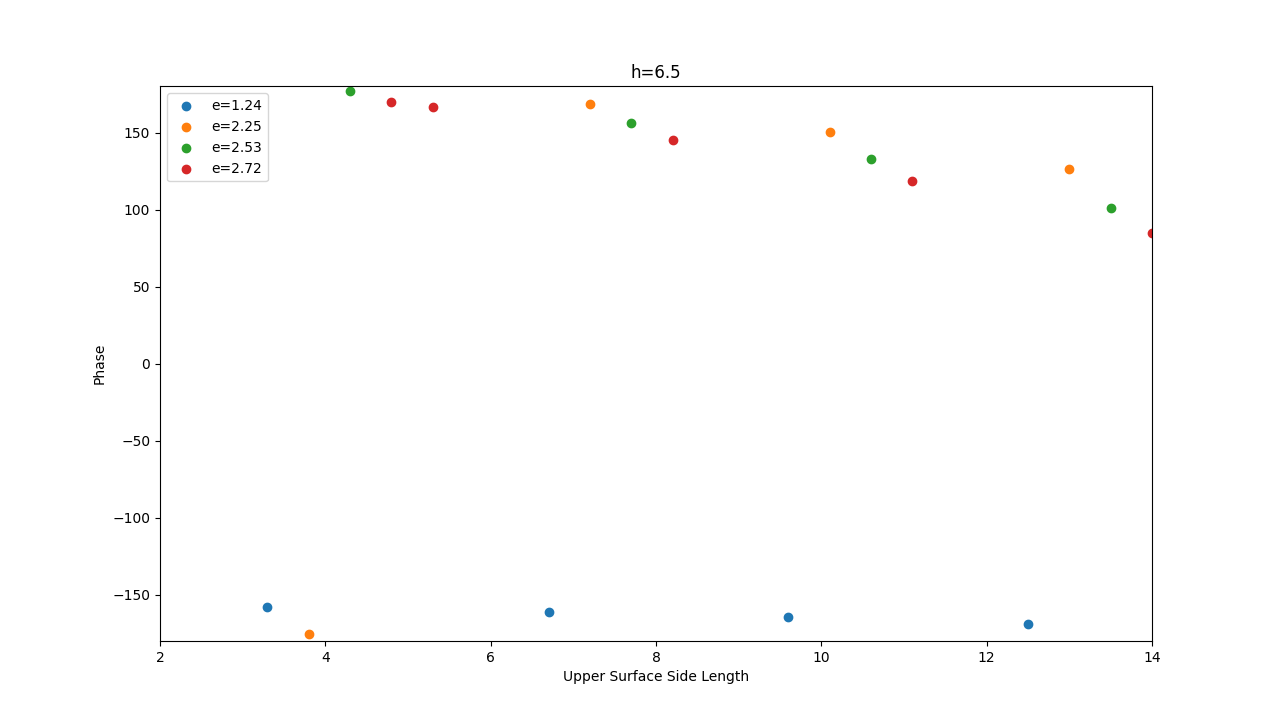 h=6.5
e=1.24
e=2.25
e=2.53
e=2.72
150
100
50
0
−50
−100
−150
Phase
2 4 6 8 10 12 14
Upper Surface Side Length